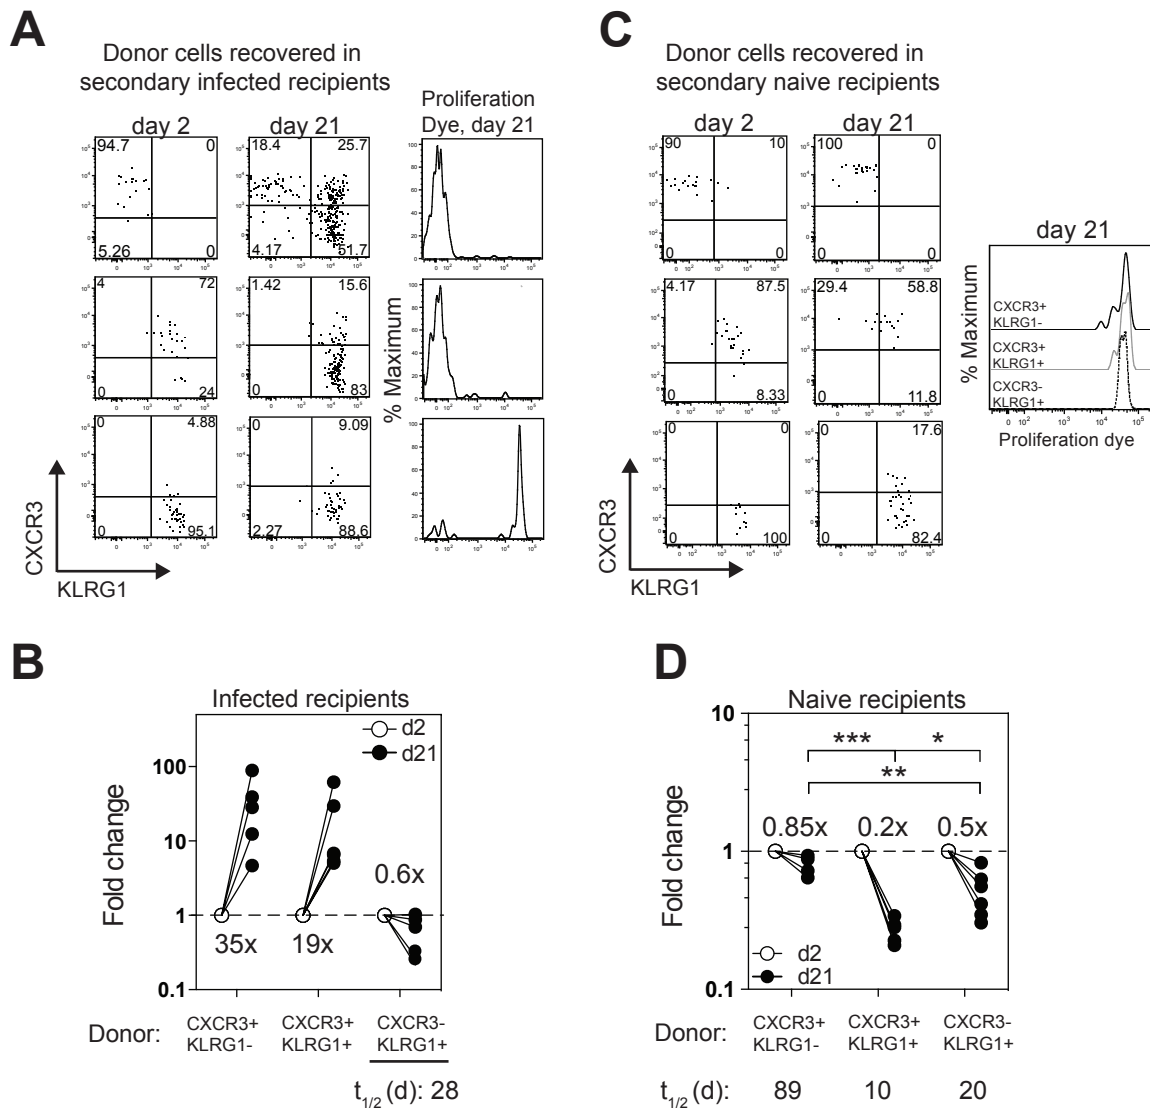 A
Donor cells recovered in
secondary infected recipients
day 2
day 21
Proliferation
Dye, day 21
94.7
0
5.26
0
18.4
25.7
4.17
51.7
4
72
0
24
1.42
15.6
0
83
0
4.88
0
95.1
0
9.09
2.27
88.6
% Maximum
CXCR3
KLRG1
C
Donor cells recovered in
secondary naive recipients
day 2
day 21
90
10
0
0
100
0
0
0
4.17
87.5
0
8.33
29.4
58.8
0
11.8
0
0
0
100
0
17.6
0
82.4
CXCR3
KLRG1
day 21
% Maximum
CXCR3+
KLRG1-
CXCR3+
KLRG1+
CXCR3-
KLRG1+
0 10² 10³ 10⁴ 10⁵
Proliferation dye
B
Infected recipients
d2
d21
Fold change
100
10
1
0.1
35x
19x
0.6x
Donor:
CXCR3+
KLRG1-
CXCR3+
KLRG1+
CXCR3-
KLRG1+
t1/2 (d): 28
D
Naive recipients
Fold change
10
1
0.1
***
*
**
0.85x
0.2x
0.5x
d2
d21
Donor:
CXCR3+
KLRG1-
CXCR3+
KLRG1+
CXCR3-
KLRG1+
t1/2 (d): 89 10 20